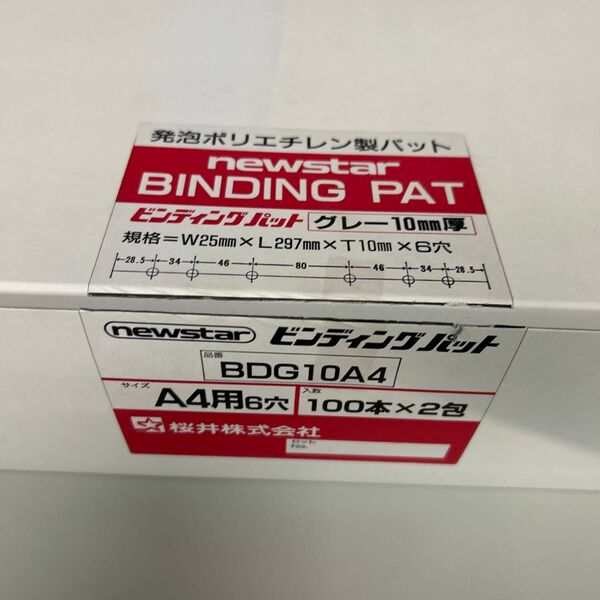 発泡ポリエチレン製パット
newstar
BINDING PAT
ビンディングパット グレー10mm厚
規格=W25mm×L297mm×T10mm×6穴
28.5 34 46 80 46 34 28.5
newstar ビンディングパット
品番
BDG10A4
サイズ 入数
A4用6穴 100本×2包
桜井株式会社
ロット
No.